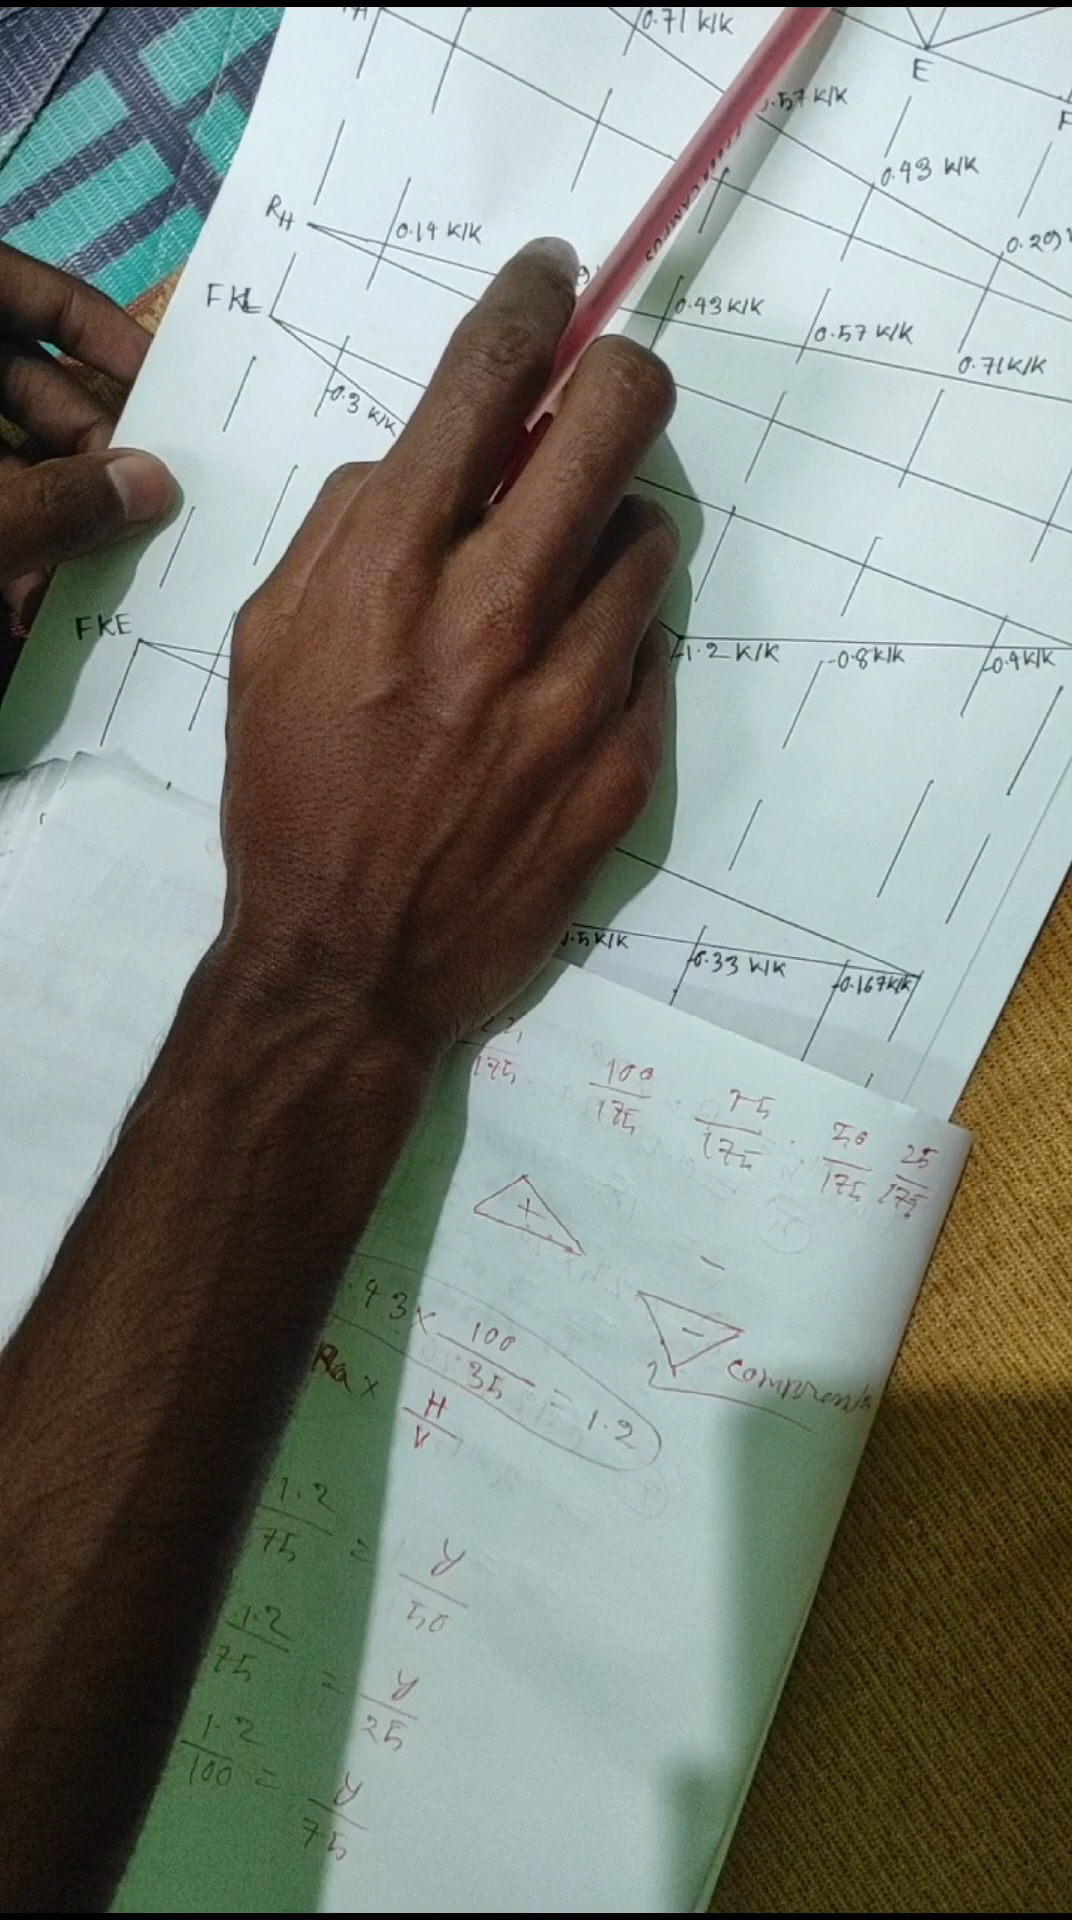 0.71 k/k
E
F
.57 k/k
0.43 k/k
0.29
RH
0.14 k/k
0.43 k/k
0.57 k/k
0.71 k/k
FKL
-0.3 k/k
FKE
-1.2 k/k
-0.8 k/k
-0.4 k/k
.5 k/k
-0.33 k/k
-0.167 k/k
175
100
175
75
175
50
175
25
175
+
-
-
.43 × 100/35 = 1.2
Ra × H/V
1.2/75 = y/50
1.2/75 = y/25
1.2/100 = y/75